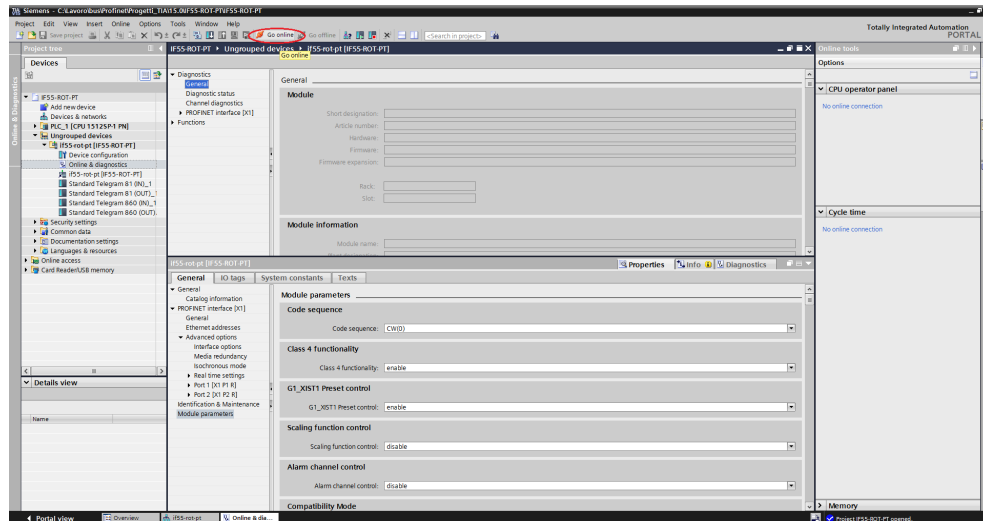 Siemens - C:\Lavoro\bus\Profinet\Progetti_TIA\15.0\IF55-ROT-PT\IF55-ROT-PT
Project Edit View Insert Online Options Tools Window Help
Save project Go online Go offline <Search in project>
Totally Integrated Automation
PORTAL
Project tree
IF55-ROT-PT Ungrouped devices if55-rot-pt [IF55-ROT-PT]
Go online
Online tools
Devices
Options
Online & Diagnostics
IF55-ROT-PT
Add new device
Devices & networks
PLC_1 [CPU 1512SP-1 PN]
Ungrouped devices
if55-rot-pt [IF55-ROT-PT]
Device configuration
Online & diagnostics
if55-rot-pt [IF55-ROT-PT]
Standard Telegram 81 (IN)_1
Standard Telegram 81 (OUT)_1
Standard Telegram 860 (IN)_1
Standard Telegram 860 (OUT)_
Security settings
Common data
Documentation settings
Languages & resources
Online access
Card Reader/USB memory
Details view
Name
Diagnostics
General
Diagnostic status
Channel diagnostics
PROFINET interface [X1]
Functions
General
Module
Short designation:
Article number:
Hardware:
Firmware:
Firmware expansion:
Rack:
Slot:
Module information
Module name:
CPU operator panel
No online connection
Cycle time
No online connection
Memory
if55-rot-pt [IF55-ROT-PT]
Properties Info Diagnostics
General IO tags System constants Texts
General
Catalog information
PROFINET interface [X1]
General
Ethernet addresses
Advanced options
Interface options
Media redundancy
Isochronous mode
Real time settings
Port 1 [X1 P1 R]
Port 2 [X1 P2 R]
Identification & Maintenance
Module parameters
Module parameters
Code sequence
Code sequence: CW(0)
Class 4 functionality
Class 4 functionality: enable
G1_XIST1 Preset control
G1_XIST1 Preset control: enable
Scaling function control
Scaling function control: disable
Alarm channel control
Alarm channel control: disable
Compatibility Mode
Portal view Overview if55-rot-pt Online & dia...
Project IF55-ROT-PT opened.